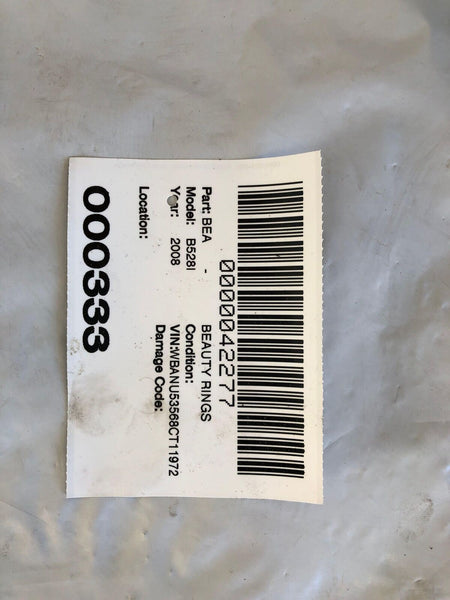 0000042277
Part: BEA - BEAUTY RINGS
Model: B528I Condition:
Year: 2008 VIN:WBANU53568CT11972
Damage Code:
Location:
000333